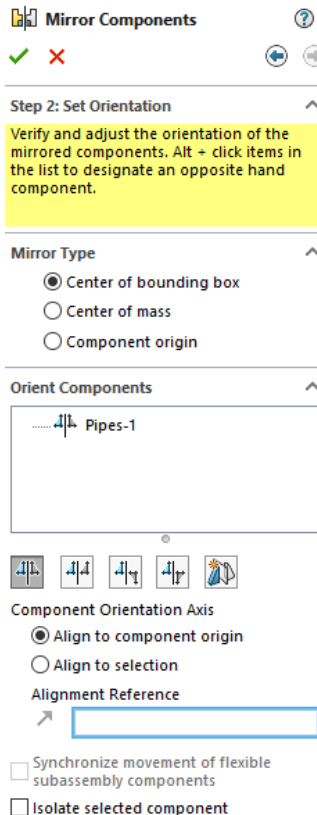 Mirror Components
Step 2: Set Orientation
Verify and adjust the orientation of the
mirrored components. Alt + click items in
the list to designate an opposite hand
component.
Mirror Type
Center of bounding box
Center of mass
Component origin
Orient Components
Pipes-1
Component Orientation Axis
Align to component origin
Align to selection
Alignment Reference
Synchronize movement of flexible
subassembly components
Isolate selected component